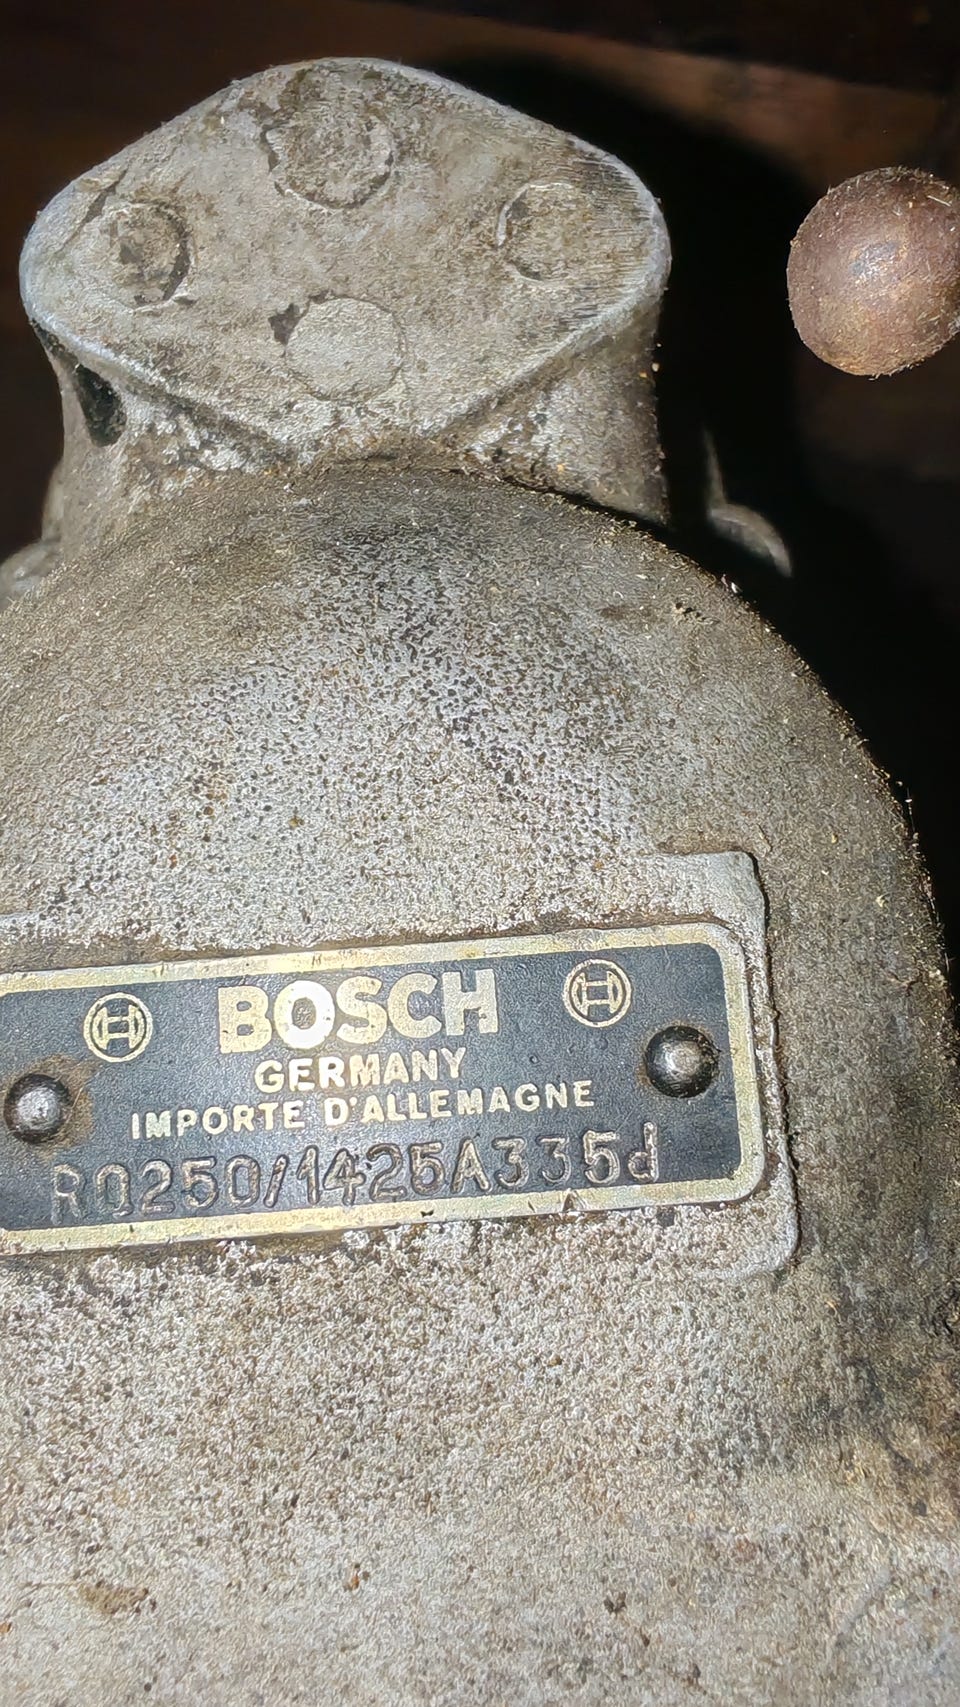 BOSCH
GERMANY
IMPORTE D'ALLEMAGNE
RQ250/1425A335d